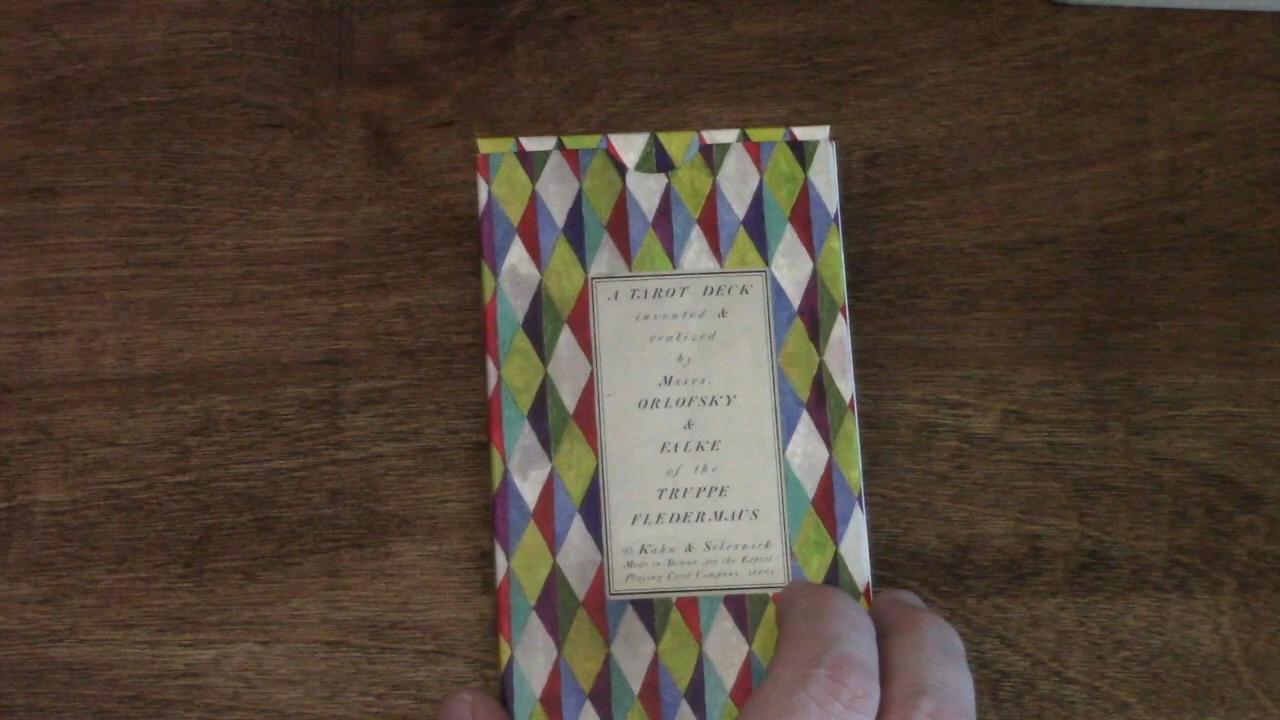 A TAROT DECK
invented &
realized
by
Mssrs.
ORLOFSKY
&
FALKE
of the
TRUPPE
FLEDERMAUS
© Kahn & Selesnick
Made in Taiwan for the Expert
Playing Card Company